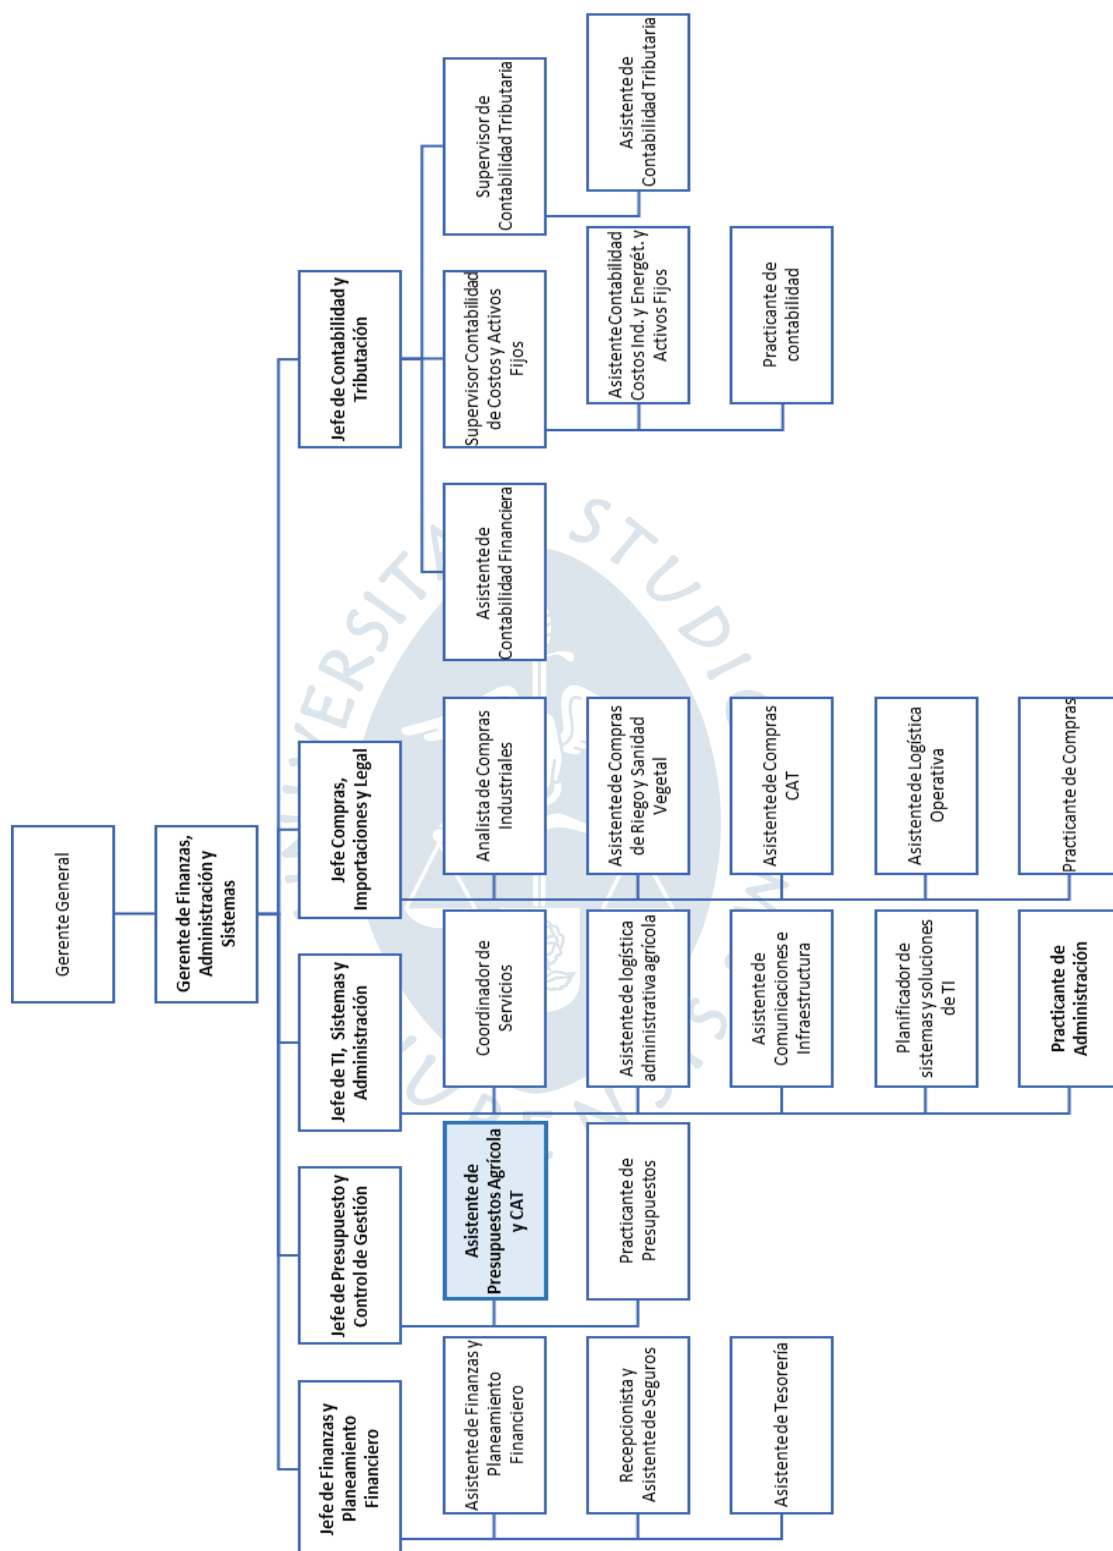 Gerente General
Gerente de Finanzas,
Administración y
Sistemas
Jefe de Finanzas y
Planeamiento
Financiero
Asistente de Finanzas y
Planeamiento
Financiero
Recepcionista y
Asistente de Seguros
Asistente de Tesorería
Jefe de Presupuesto y
Control de Gestión
Asistente de
Presupuestos Agrícola
y CAT
Practicante de
Presupuestos
Jefe de TI, Sistemas y
Administración
Coordinador de
Servicios
Asistente de logística
administrativa agrícola
Asistente de
Comunicaciones e
Infraestructura
Planificador de
sistemas y soluciones
de TI
Practicante de
Administración
Jefe Compras,
Importaciones y Legal
Analista de Compras
Industriales
Asistente de Compras
de Riego y Sanidad
Vegetal
Asistente de Compras
CAT
Asistente de Logística
Operativa
Practicante de Compras
Jefe de Contabilidad y
Tributación
Asistente de
Contabilidad Financiera
Supervisor Contabilidad
de Costos y Activos
Fijos
Asistente Contabilidad
Costos Ind. y Energét. y
Activos Fijos
Practicante de
contabilidad
Supervisor de
Contabilidad Tributaria
Asistente de
Contabilidad Tributaria